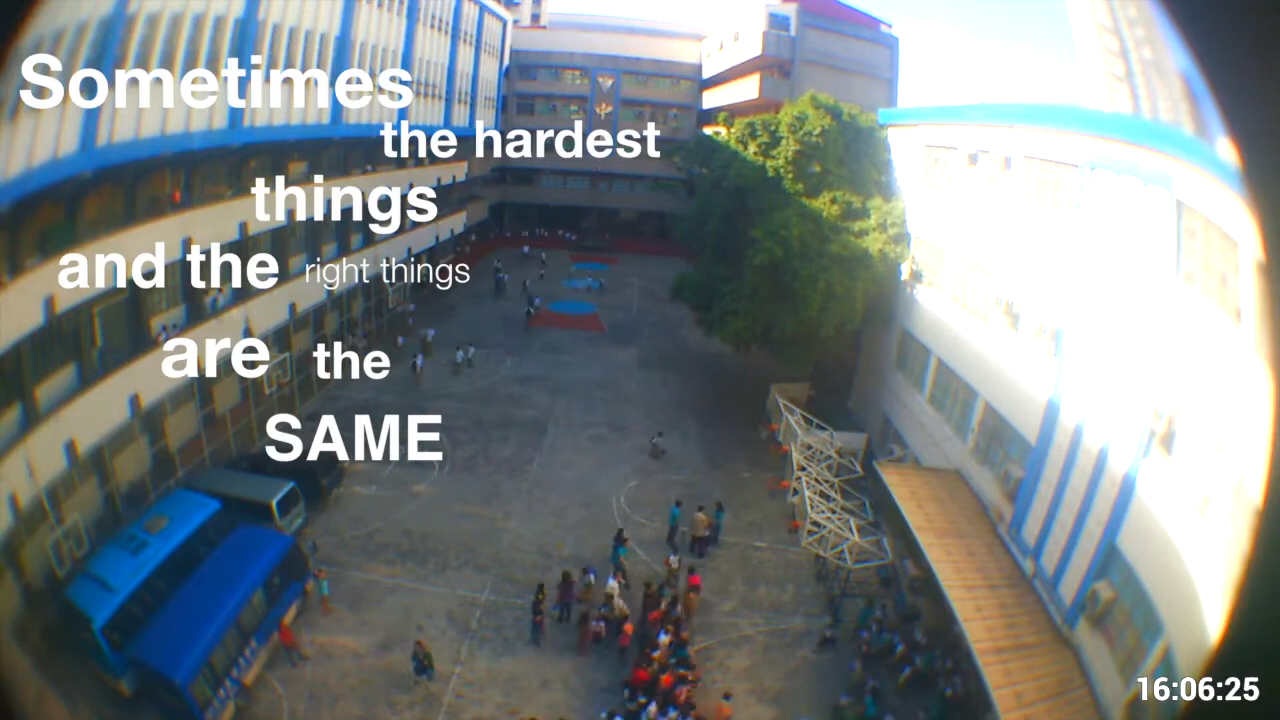 Sometimes
the hardest
things
and the right things
are the
SAME
16:06:25